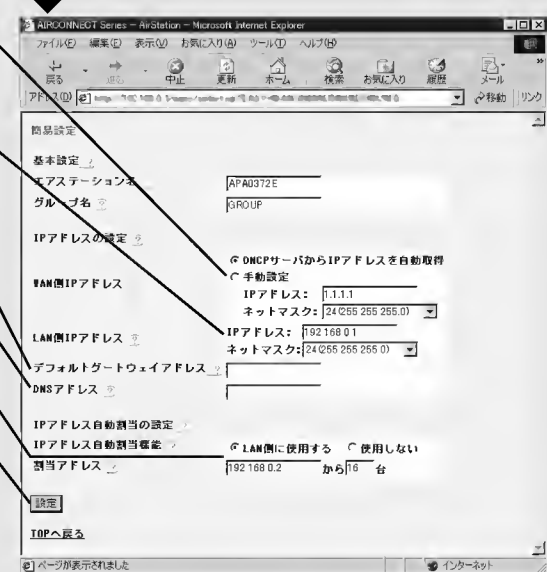 AIRCONNECT Series - AirStation - Microsoft Internet Explorer
ファイル(F) 編集(E) 表示(V) お気に入り(A) ツール(T) ヘルプ(H)
戻る 進む 中止 更新 ホーム 検索 お気に入り 履歴 メール
アドレス(D) 移動 リンク
簡易設定
基本設定 ?
エアステーション名 APA0372E
グループ名 ? GROUP
IPアドレスの設定 ?
DHCPサーバからIPアドレスを自動取得
手動設定
WAN側IPアドレス
IPアドレス: 1.1.1.1
ネットマスク: 24(255 255 255.0)
LAN側IPアドレス ? IPアドレス: 192 168 0 1
ネットマスク: 24(255 255 255 0)
デフォルトゲートウェイアドレス ?
DNSアドレス ?
IPアドレス自動割当の設定 ?
IPアドレス自動割当機能 ? LAN側に使用する 使用しない
割当アドレス ? 192 168 0.2 から 16 台
設定
TOPへ戻る
ページが表示されました インターネット